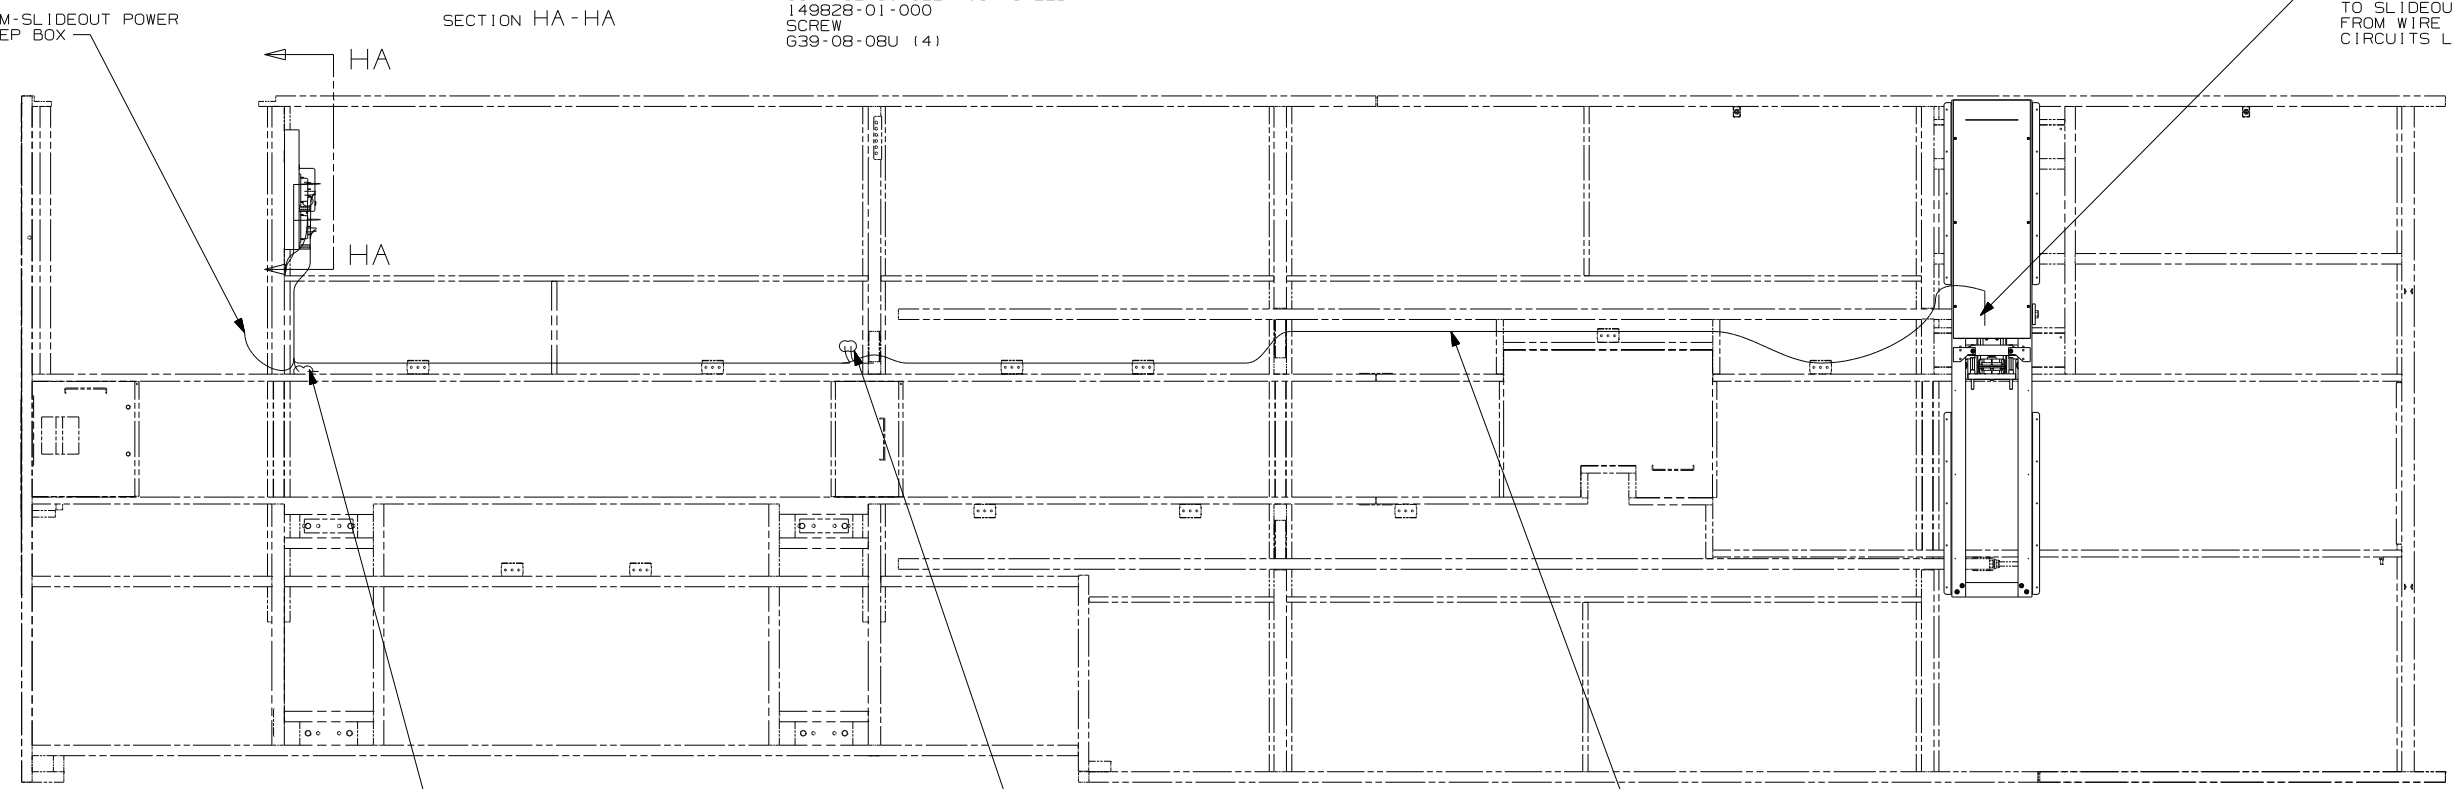 M-SLIDEOUT POWER
EP BOX
SECTION HA-HA
149828-01-000
SCREW
G39-08-08U (4)
TO SLIDEOU
FROM WIRE
CIRCUITS L
HA
HA